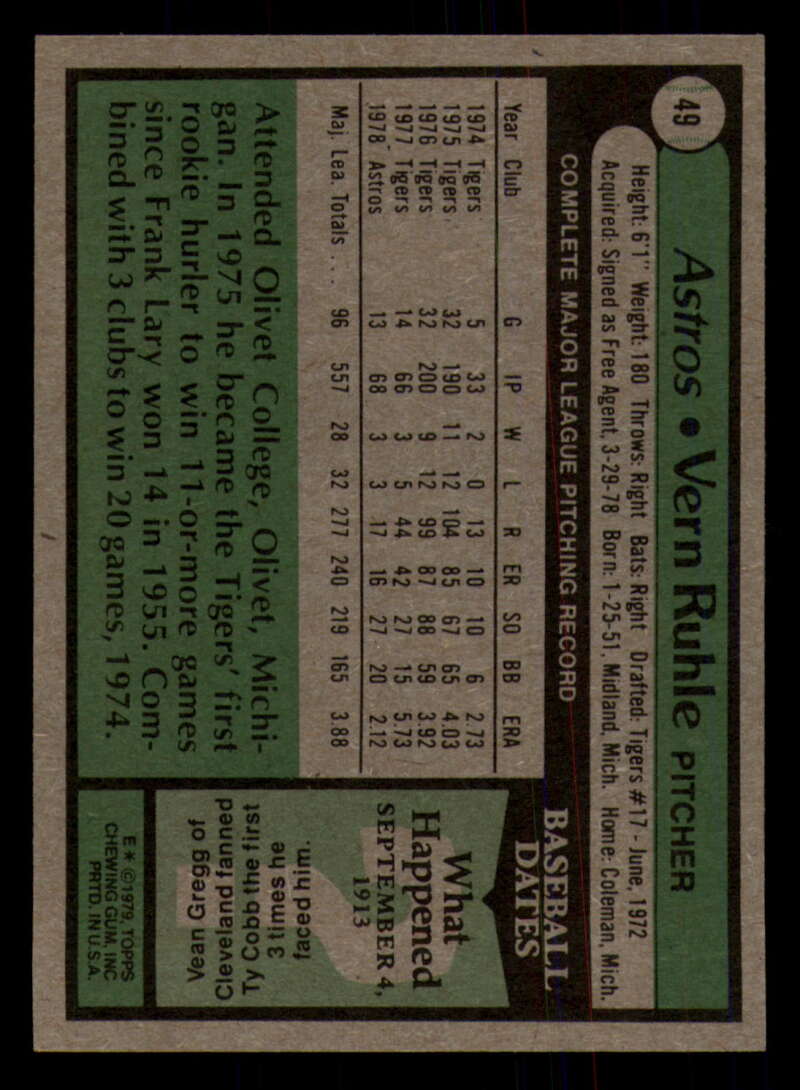 49
Astros • Vern Ruhle PITCHER
Height: 6'1" Weight: 180 Throws: Right Bats: Right Drafted: Tigers #17 - June, 1972
Acquired: Signed as Free Agent, 3-29-78 Born: 1-25-51, Midland, Mich. Home: Coleman, Mich.
COMPLETE MAJOR LEAGUE PITCHING RECORD
Year Club G IP W L R ER SO BB ERA
1974 Tigers 5 33 2 0 13 10 10 6 2.73
1975 Tigers 32 190 11 12 104 85 67 65 4.03
1976 Tigers 32 200 9 12 99 87 88 59 3.92
1977 Tigers 14 66 3 5 44 42 27 15 5.73
1978 Astros 13 68 3 3 17 16 27 20 2.12
Maj. Lea. Totals . . . 96 557 28 32 277 240 219 165 3.88
Attended Olivet College, Olivet, Michi-
gan. In 1975 he became the Tigers' first
rookie hurler to win 11-or-more games
since Frank Lary won 14 in 1955. Com-
bined with 3 clubs to win 20 games, 1974.
BASEBALL
DATES
What
Happened
SEPTEMBER 4,
1913
?
Vean Gregg of
Cleveland fanned
Ty Cobb the first
3 times he
faced him.
E * © 1979, TOPPS
CHEWING GUM, INC
PRTD. IN U.S.A.